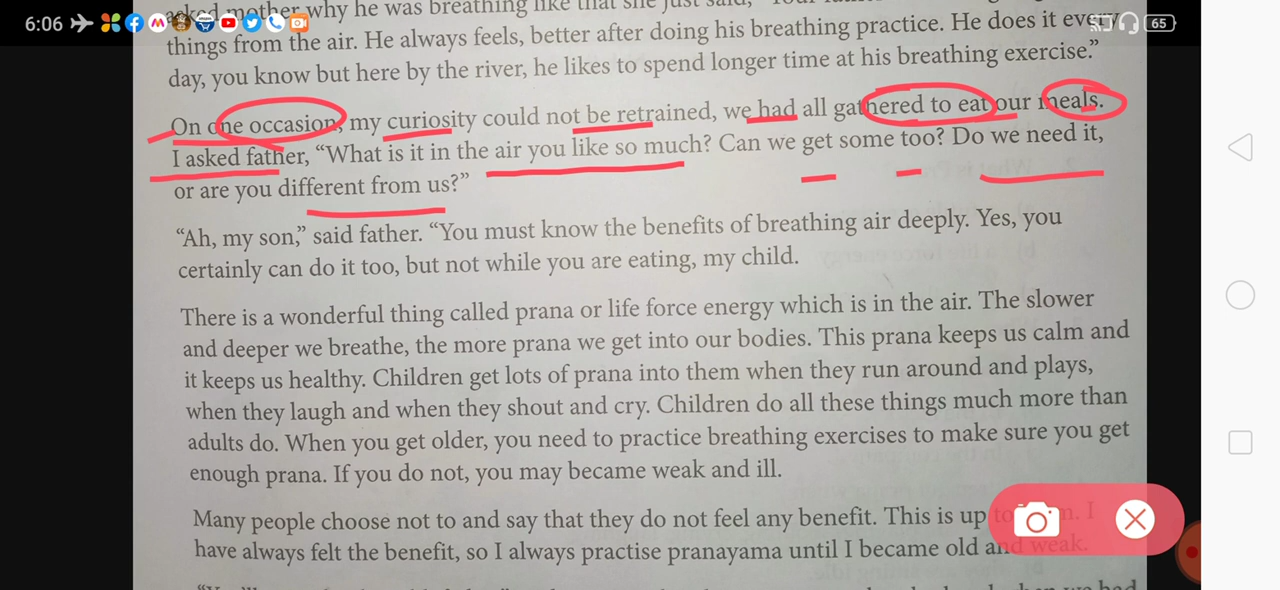 6:06
65
asked mother why he was breathing like that she just said,
things from the air. He always feels, better after doing his breathing practice. He does it every
day, you know but here by the river, he likes to spend longer time at his breathing exercise.”
On one occasion, my curiosity could not be retrained, we had all gathered to eat our meals.
I asked father, “What is it in the air you like so much? Can we get some too? Do we need it,
or are you different from us?”
“Ah, my son,” said father. “You must know the benefits of breathing air deeply. Yes, you
certainly can do it too, but not while you are eating, my child.
There is a wonderful thing called prana or life force energy which is in the air. The slower
and deeper we breathe, the more prana we get into our bodies. This prana keeps us calm and
it keeps us healthy. Children get lots of prana into them when they run around and plays,
when they laugh and when they shout and cry. Children do all these things much more than
adults do. When you get older, you need to practice breathing exercises to make sure you get
enough prana. If you do not, you may became weak and ill.
Many people choose not to and say that they do not feel any benefit. This is up to I
have always felt the benefit, so I always practise pranayama until I became old and weak.